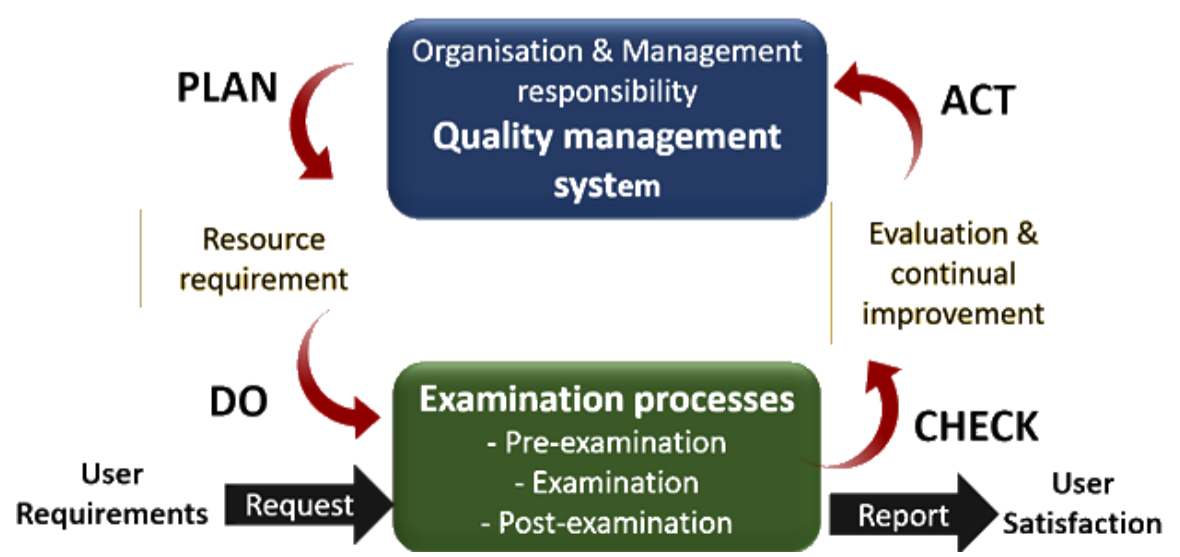 Organisation & Management
responsibility
Quality management
system
PLAN
ACT
Resource
requirement
Evaluation &
continual
improvement
DO
Examination processes
- Pre-examination
- Examination
- Post-examination
CHECK
User
Requirements
Request
Report
User
Satisfaction